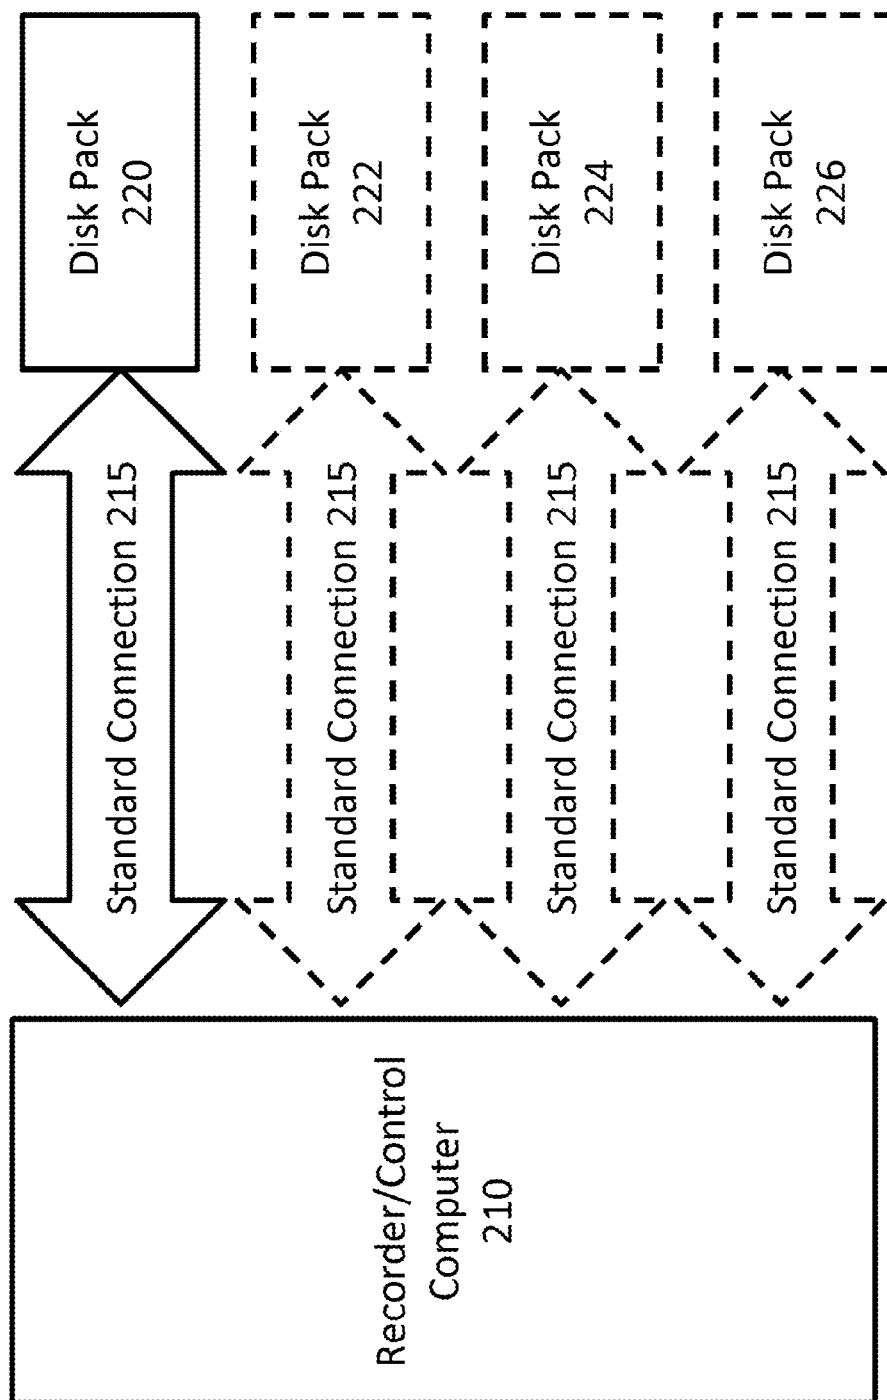 Recorder/Control
Computer
210
Standard Connection 215
Disk Pack
220
Standard Connection 215
Disk Pack
222
Standard Connection 215
Disk Pack
224
Standard Connection 215
Disk Pack
226